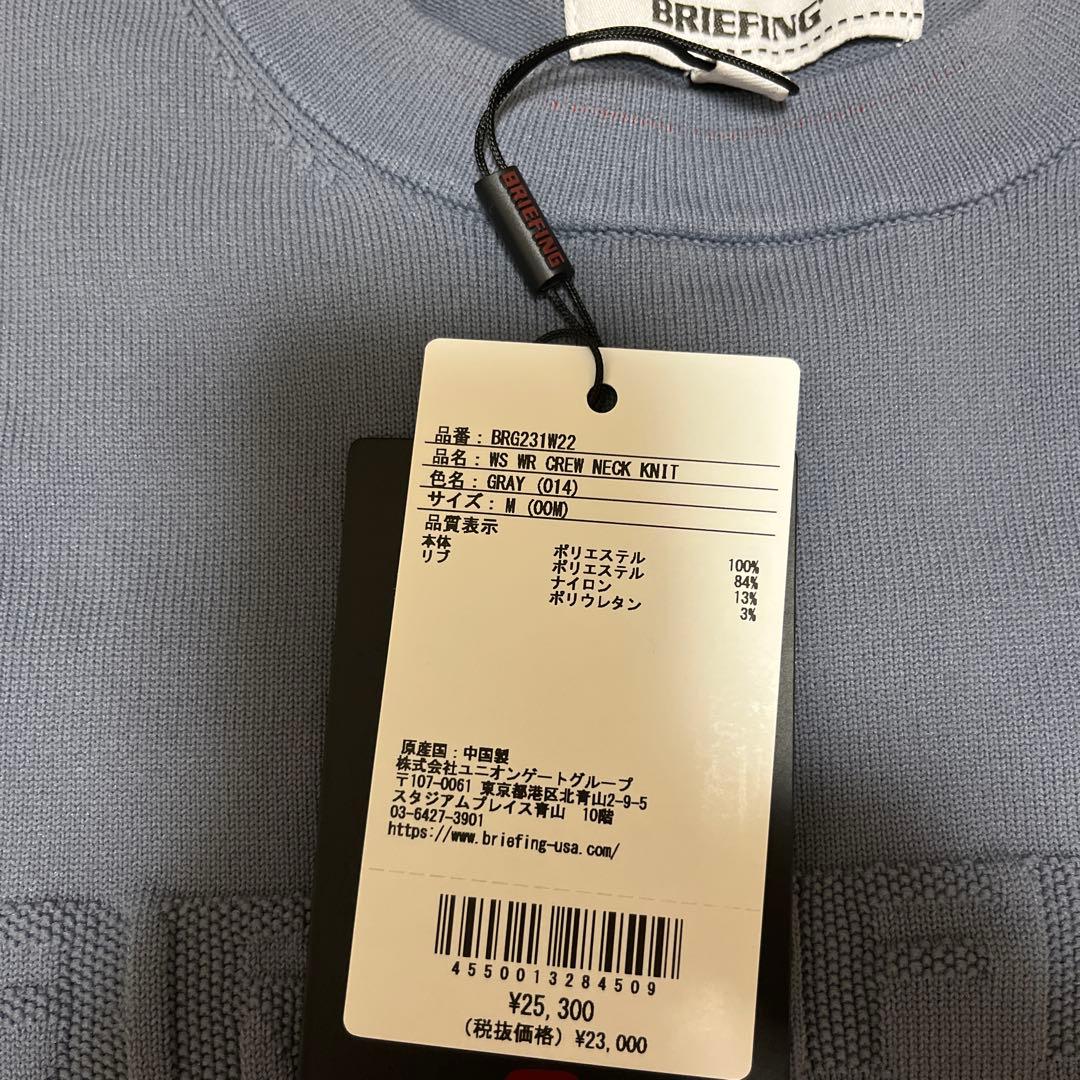 BRIEFING
BRIEFING
品番: BRG231W22
品名: WS WR CREW NECK KNIT
色名: GRAY (014)
サイズ: M (00M)
品質表示
本体 ポリエステル 100%
リブ ポリエステル 84%
ナイロン 13%
ポリウレタン 3%
原産国:中国製
株式会社ユニオンゲートグループ
〒107-0061 東京都港区北青山2-9-5
スタジアムプレイス青山 10階
03-6427-3901
https://www.briefing-usa.com/
4550013284509
¥25,300
(税抜価格) ¥23,000